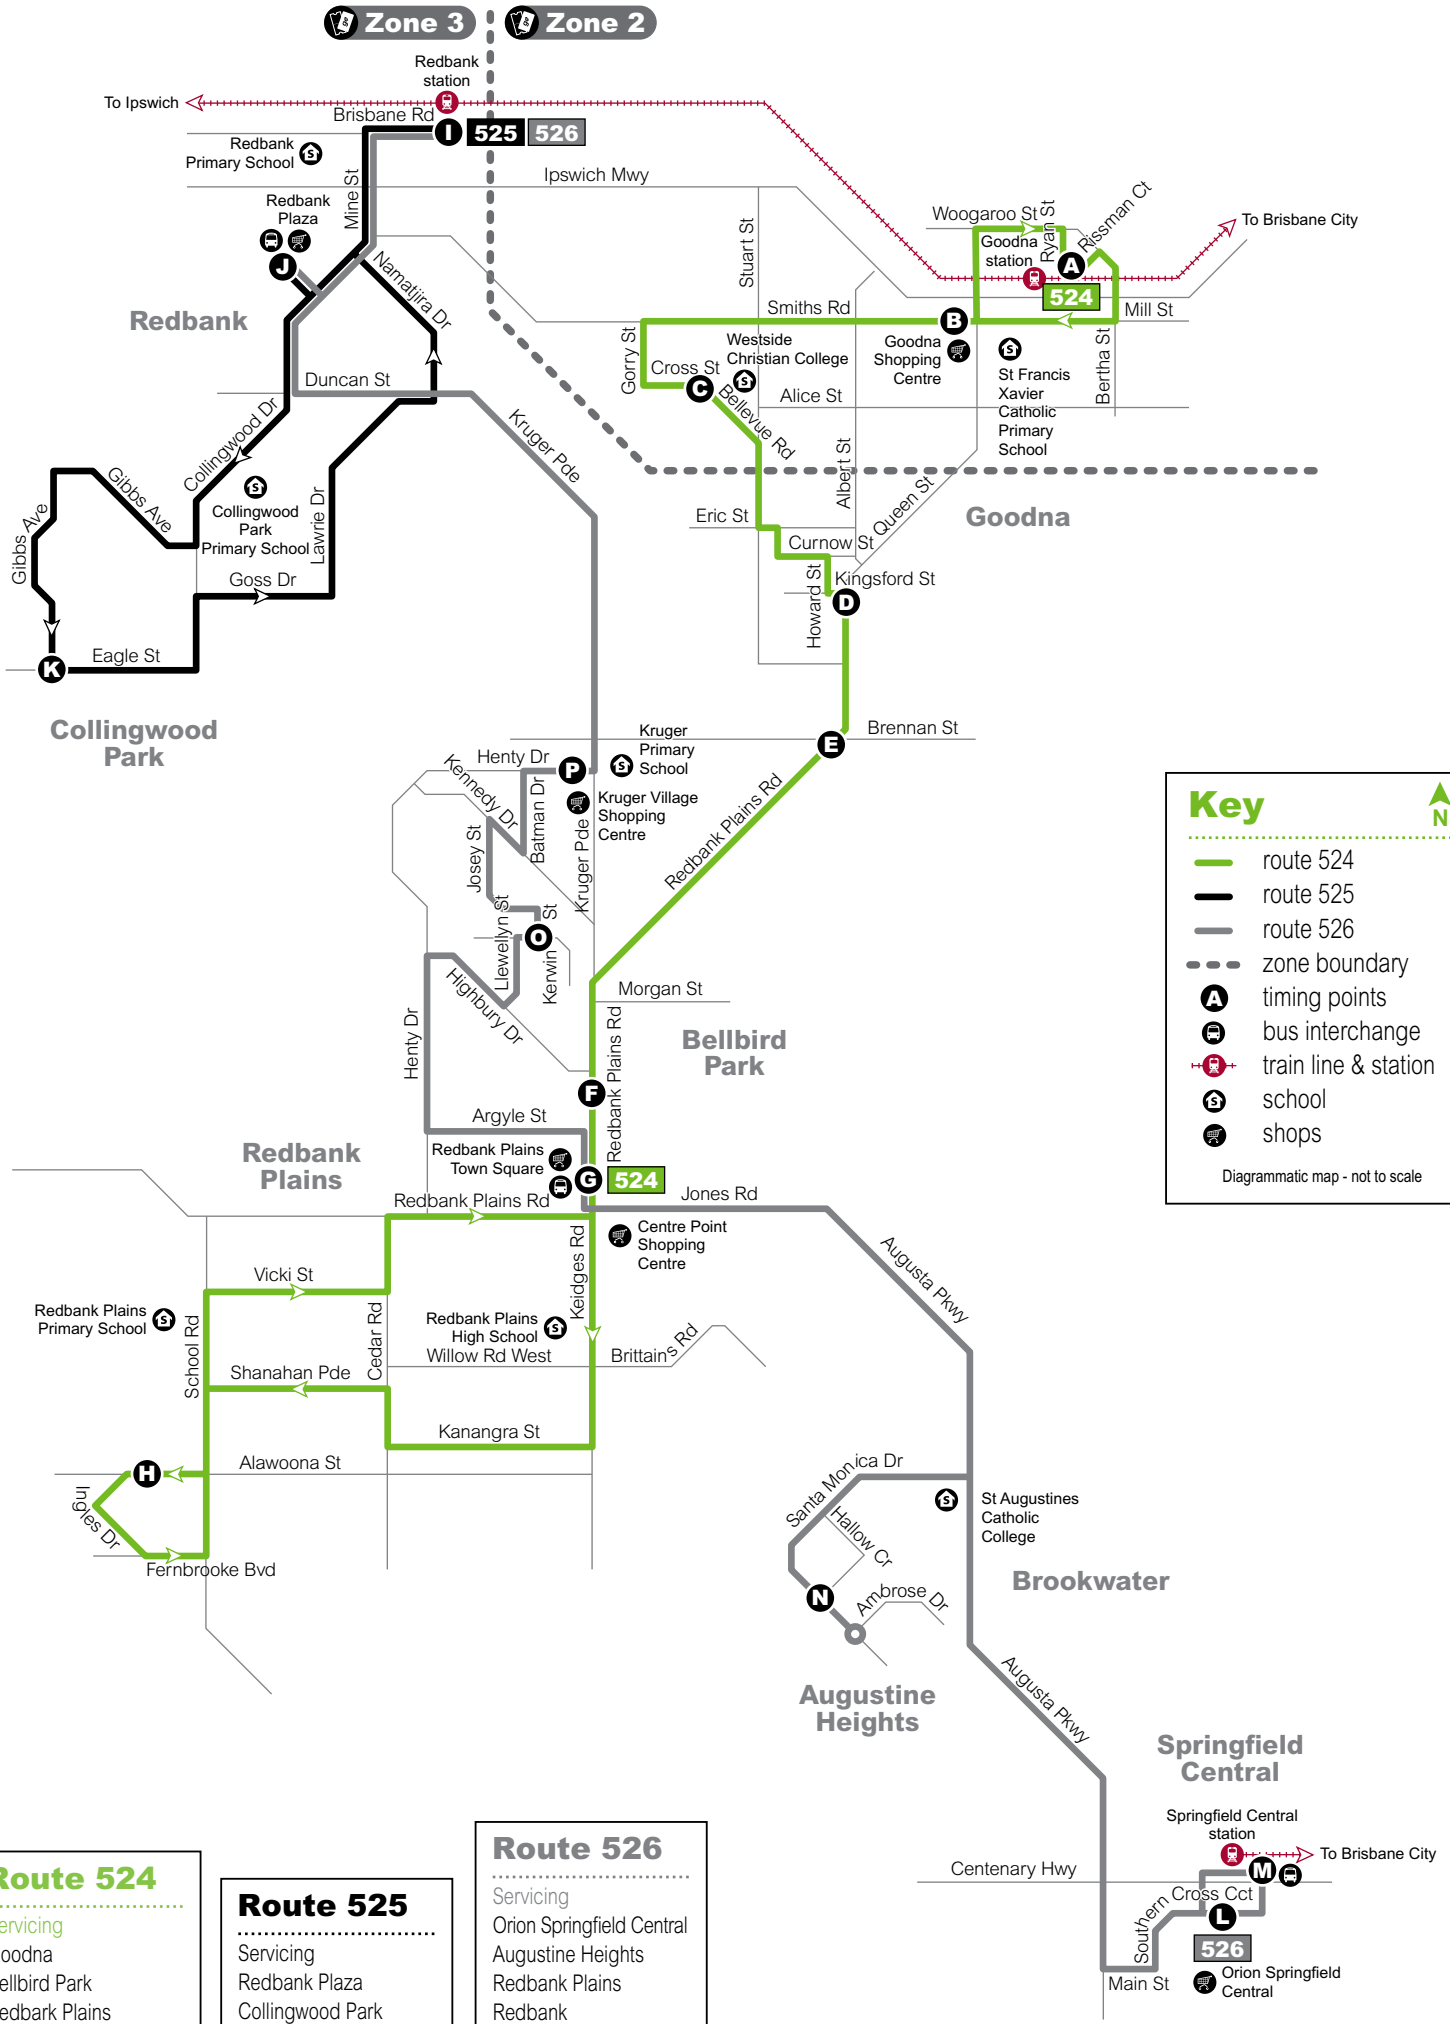 Zone 3
Zone 2
Redbank
station
To Ipswich
Brisbane Rd
I
525
526
Redbank
Primary School
Mine St
Ipswich Mwy
Redbank
Plaza
J
Namatjira Dr
Redbank
Duncan St
Collingwood Dr
Kruger Pde
Gibbs Ave
Gibbs Ave
Collingwood
Park
Primary School
Lawrie Dr
Goss Dr
Eagle St
K
Collingwood
Park
Stuart St
Woogaroo St
Ryan St
Rissman Ct
To Brisbane City
Goodna
station
A
524
Smiths Rd
B
Mill St
Gorry St
Cross St
C
Westside
Christian College
Goodna
Shopping
Centre
St Francis
Xavier
Catholic
Primary
School
Bertha St
Alice St
Bellevue Rd
Albert St
Queen St
Goodna
Eric St
Curnow St
Howard St
Kingsford St
D
Brennan St
E
Kruger
Primary
School
Henty Dr
P
Kennedy Dr
Batman Dr
Kruger Village
Shopping
Centre
Josey St
Kruger Pde
Redbank Plains Rd
Llewellyn St
Kerwin St
O
Highbury Dr
Henty Dr
Morgan St
Redbank Plains Rd
Bellbird
Park
F
Argyle St
Redbank
Plains
Redbank Plains
Town Square
G
524
Redbank Plains Rd
Jones Rd
Centre Point
Shopping
Centre
Keidges Rd
Augusta Pkwy
Vicki St
Redbank Plains
Primary School
School Rd
Cedar Rd
Redbank Plains
High School
Willow Rd West
Brittains Rd
Shanahan Pde
Kanangra St
H
Alawoona St
Ingles Dr
Fernbrooke Bvd
Santa Monica Dr
Hallow Cr
N
Ambrose Dr
St Augustines
Catholic
College
Brookwater
Augustine
Heights
Augusta Pkwy
Springfield
Central
Springfield Central
station
M
To Brisbane City
Centenary Hwy
Southern Cross Cct
L
526
Main St
Orion Springfield
Central
Key
N
route 524
route 525
route 526
zone boundary
A
timing points
bus interchange
train line & station
school
shops
Diagrammatic map - not to scale
Route 524
ervicing
oodna
ellbird Park
edbark Plains
Route 525
Servicing
Redbank Plaza
Collingwood Park
Route 526
Servicing
Orion Springfield Central
Augustine Heights
Redbank Plains
Redbank